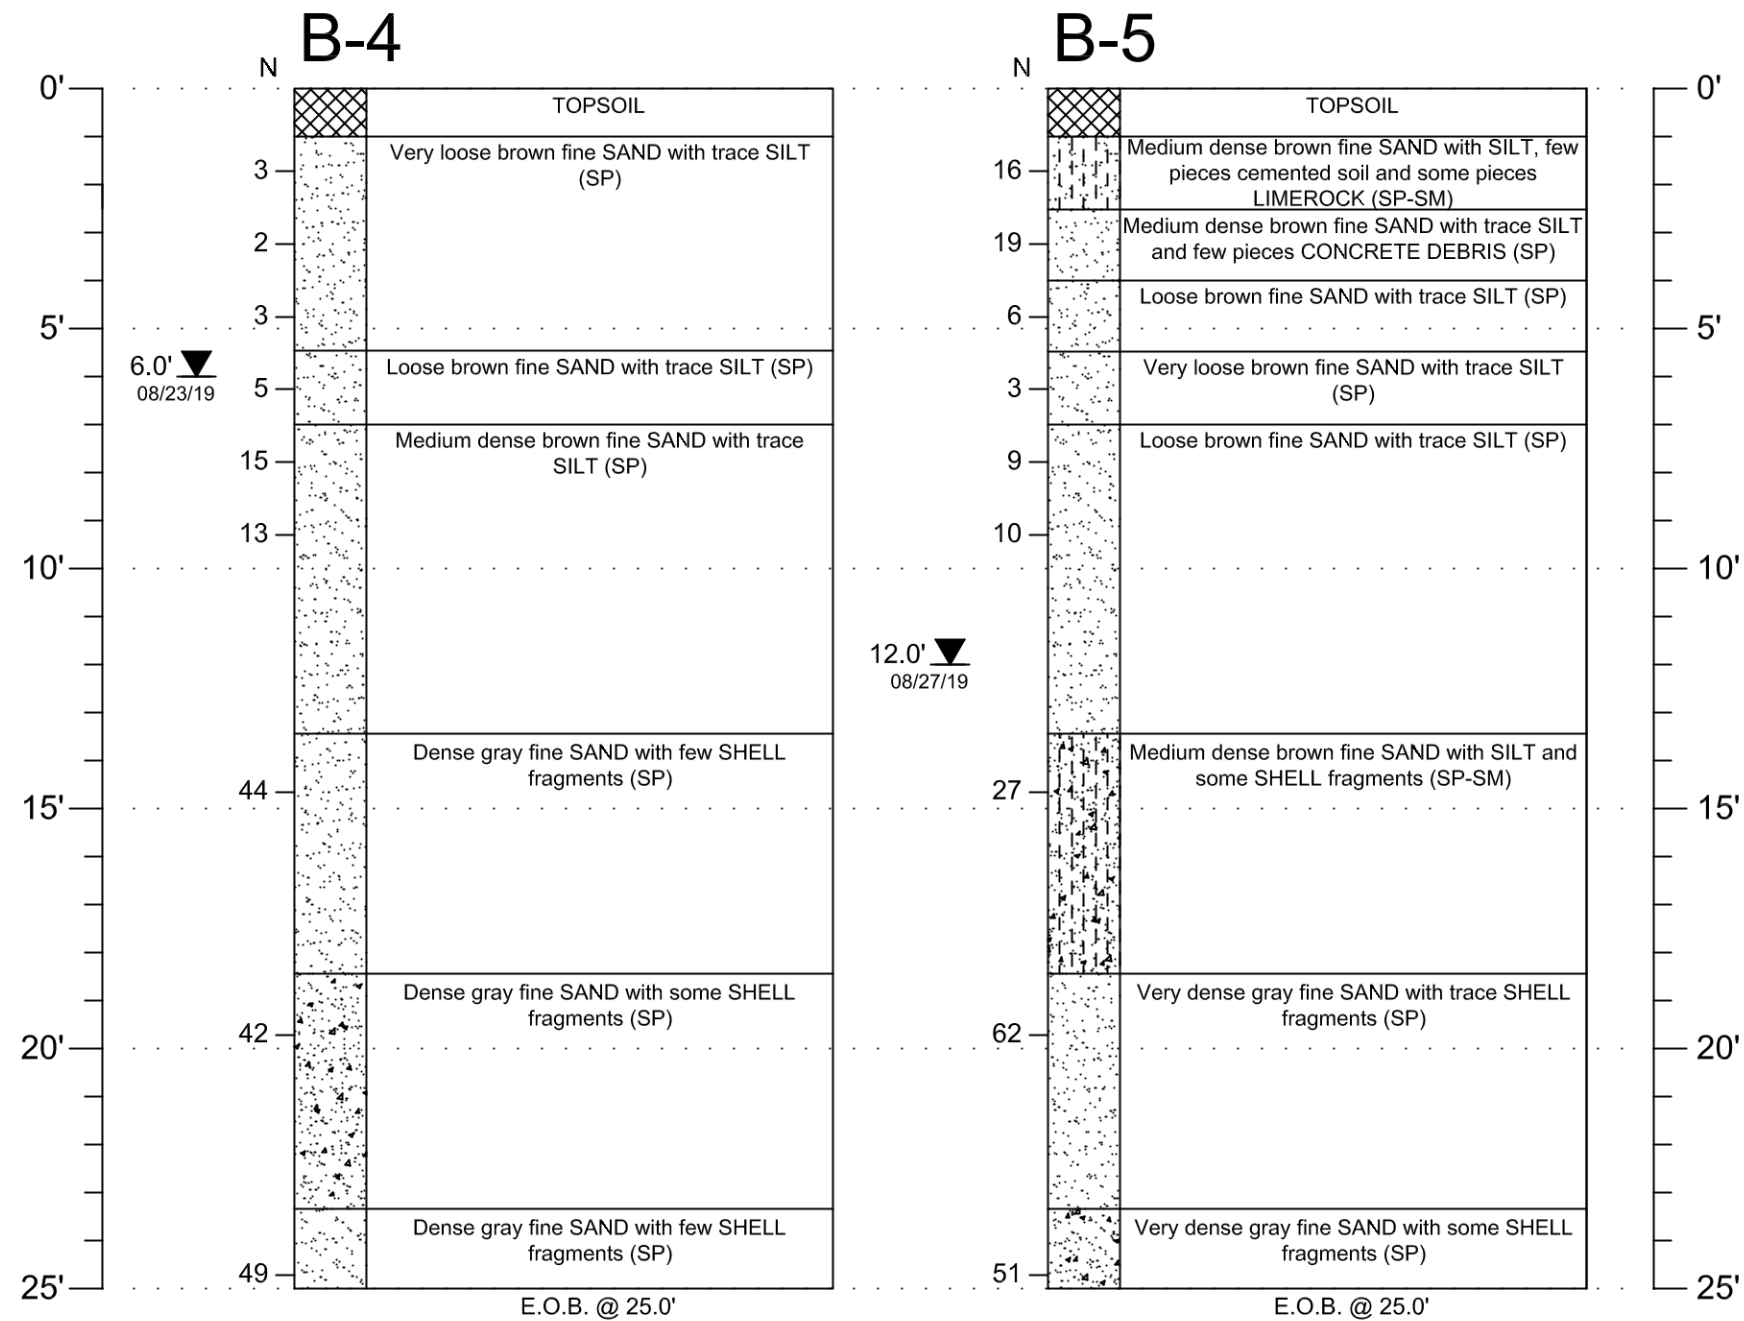 B-4
B-5
N
N
0'
TOPSOIL
TOPSOIL
0'
3
Very loose brown fine SAND with trace SILT
(SP)
16
Medium dense brown fine SAND with SILT, few
pieces cemented soil and some pieces
LIMEROCK (SP-SM)
2
19
Medium dense brown fine SAND with trace SILT
and few pieces CONCRETE DEBRIS (SP)
3
6
Loose brown fine SAND with trace SILT (SP)
5'
5'
6.0'
08/23/19
5
Loose brown fine SAND with trace SILT (SP)
3
Very loose brown fine SAND with trace SILT
(SP)
15
Medium dense brown fine SAND with trace
SILT (SP)
9
Loose brown fine SAND with trace SILT (SP)
13
10
10'
10'
12.0'
08/27/19
44
Dense gray fine SAND with few SHELL
fragments (SP)
27
Medium dense brown fine SAND with SILT and
some SHELL fragments (SP-SM)
15'
15'
42
Dense gray fine SAND with some SHELL
fragments (SP)
62
Very dense gray fine SAND with trace SHELL
fragments (SP)
20'
20'
49
Dense gray fine SAND with few SHELL
fragments (SP)
51
Very dense gray fine SAND with some SHELL
fragments (SP)
25'
25'
E.O.B. @ 25.0'
E.O.B. @ 25.0'